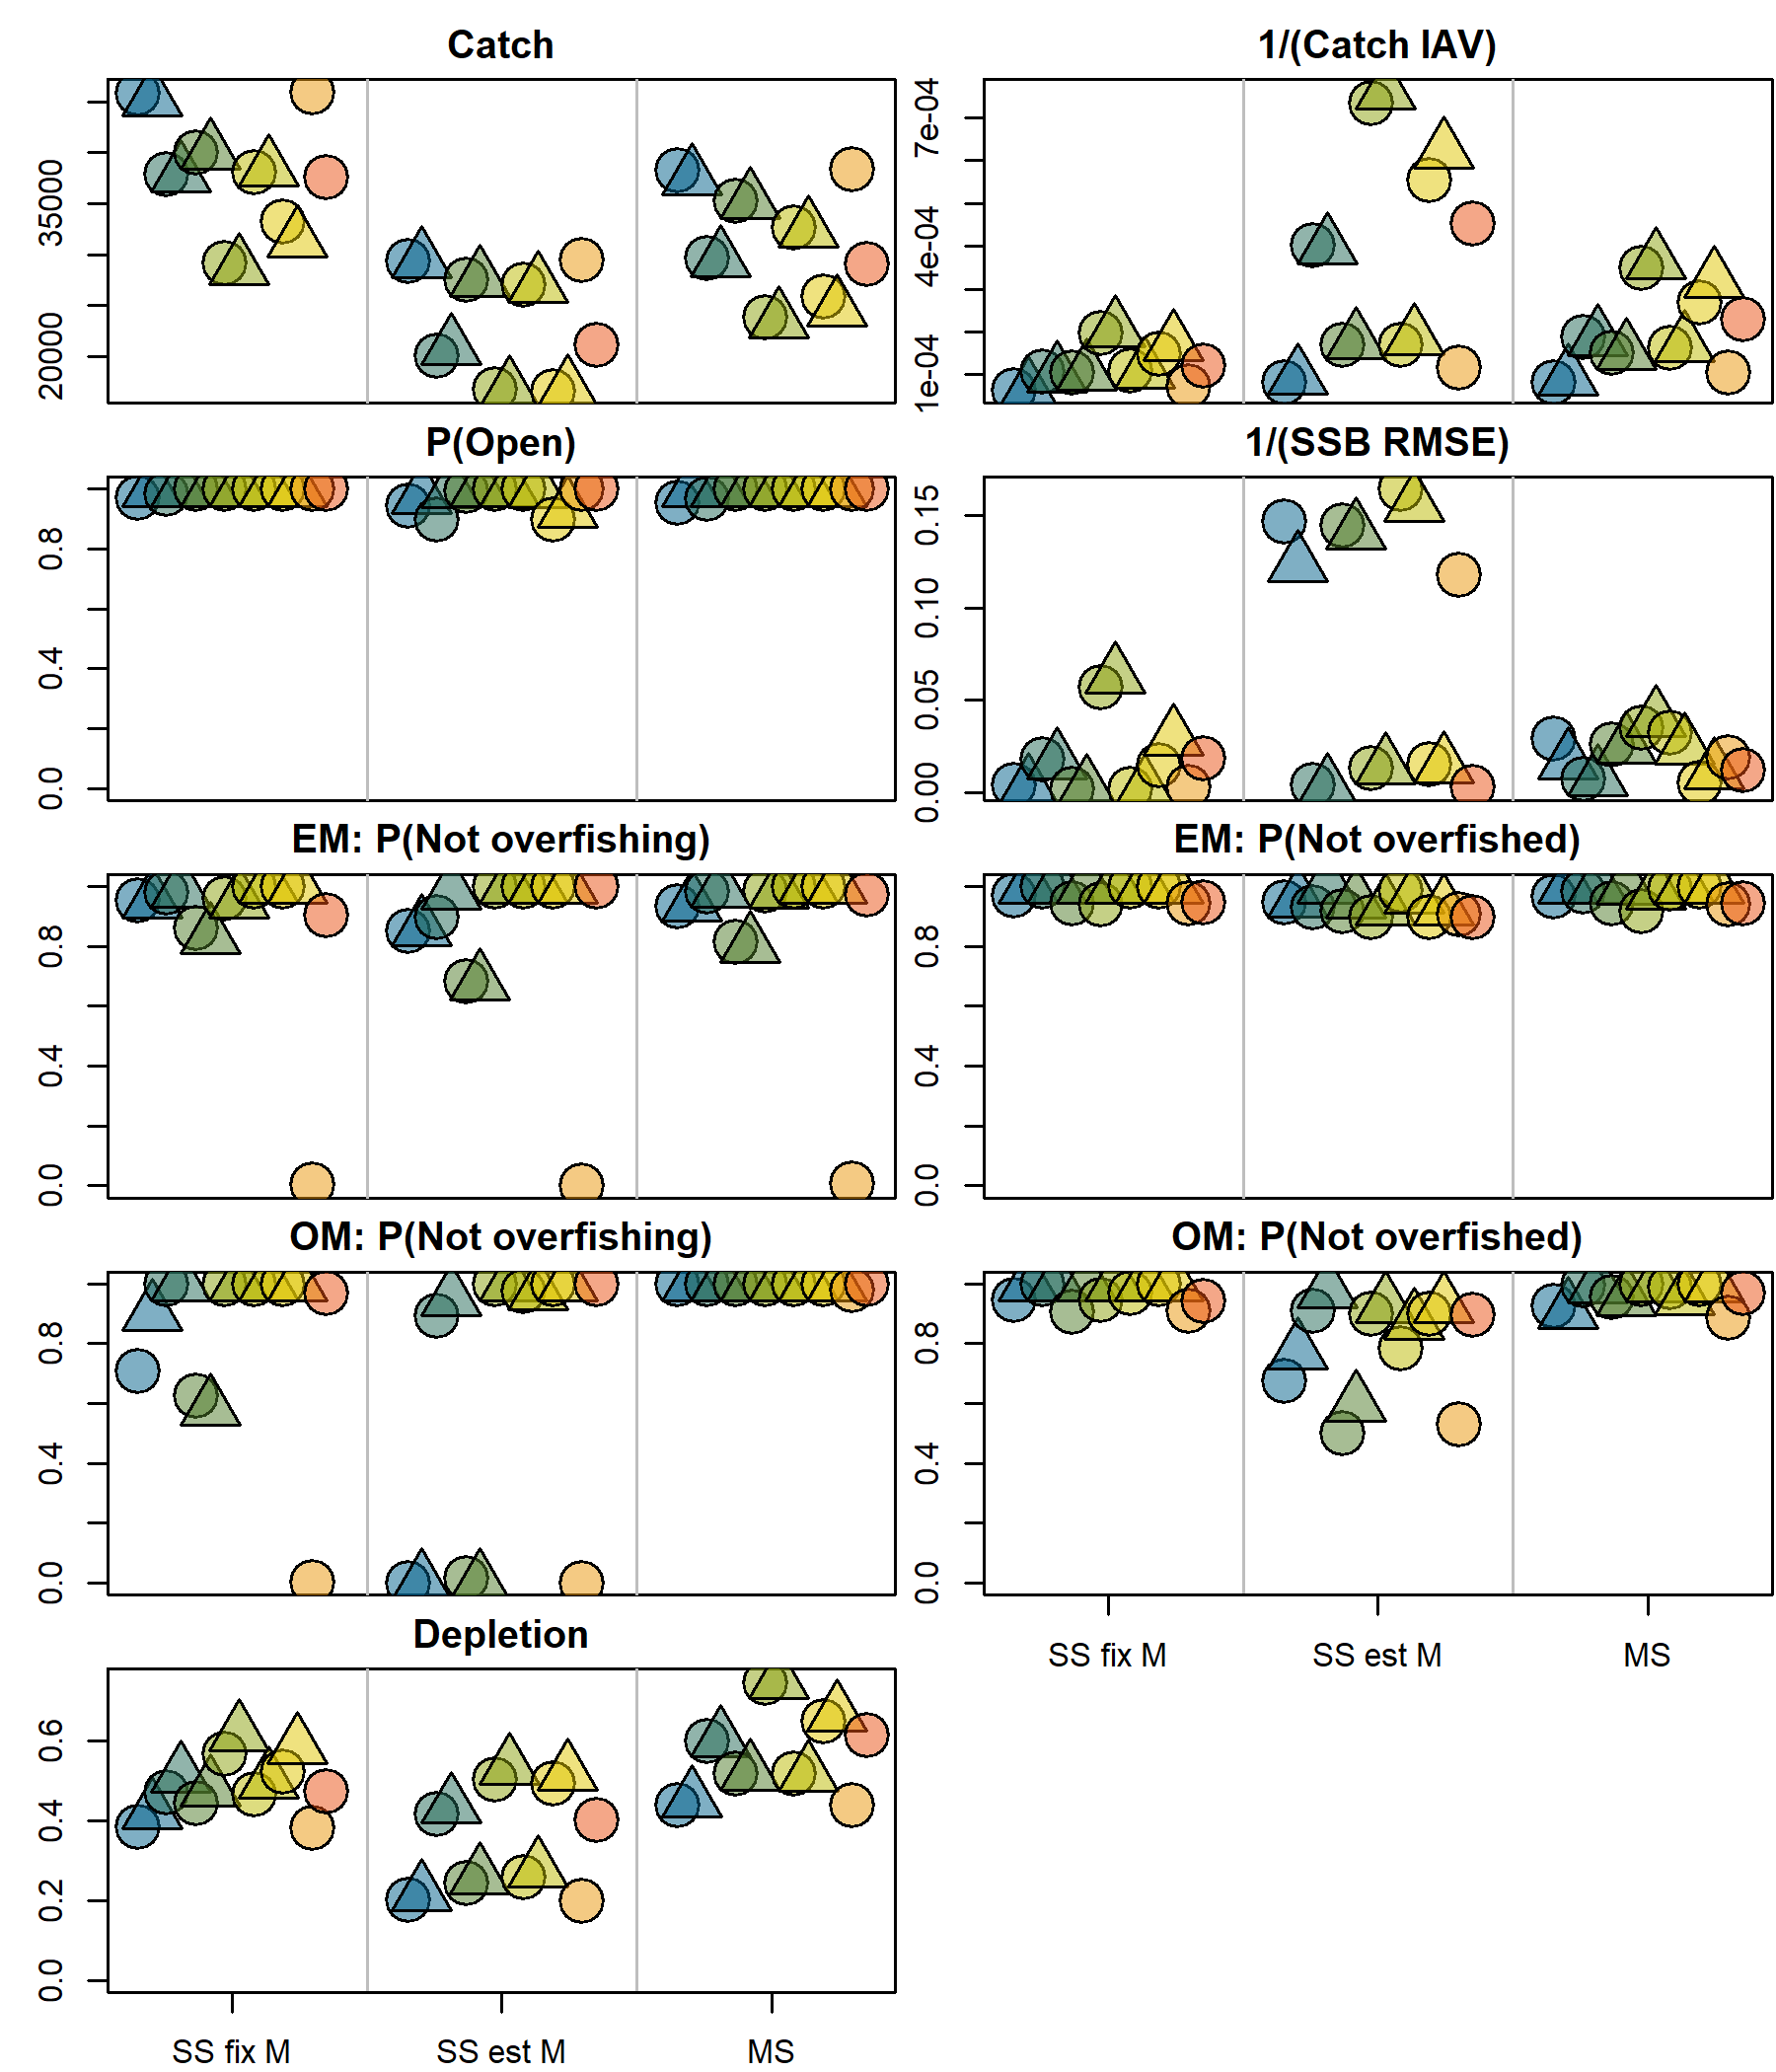 Catch
1/(Catch IAV)
35000
20000
7e-04
4e-04
1e-04
P(Open)
1/(SSB RMSE)
0.8
0.4
0.0
0.15
0.10
0.05
0.00
EM: P(Not overfishing)
EM: P(Not overfished)
0.8
0.4
0.0
0.8
0.4
0.0
OM: P(Not overfishing)
OM: P(Not overfished)
0.8
0.4
0.0
0.8
0.4
0.0
SS fix M
SS est M
MS
Depletion
0.6
0.4
0.2
0.0
SS fix M
SS est M
MS